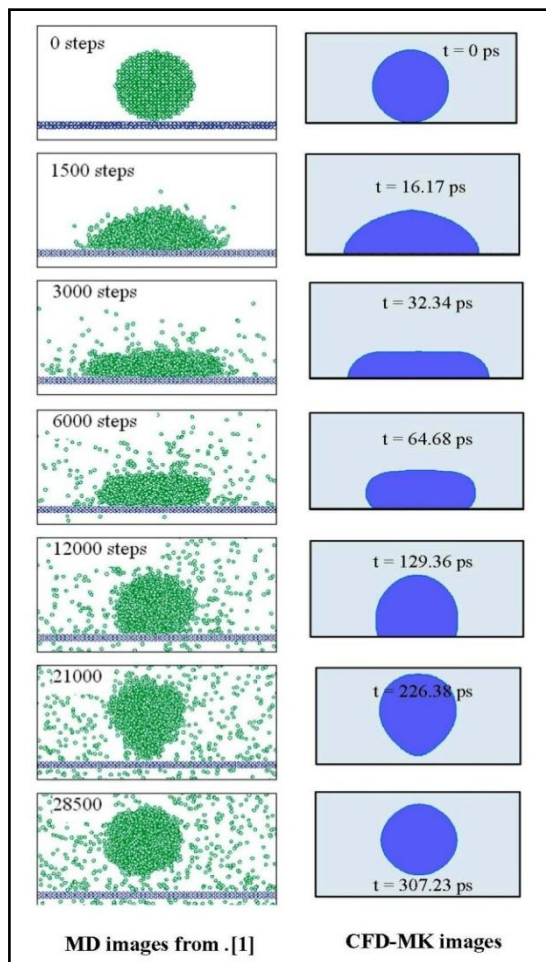 0 steps
t = 0 ps
1500 steps
t = 16.17 ps
3000 steps
t = 32.34 ps
6000 steps
t = 64.68 ps
12000 steps
t = 129.36 ps
21000
t = 226.38 ps
28500
t = 307.23 ps
MD images from .[1]
CFD-MK images